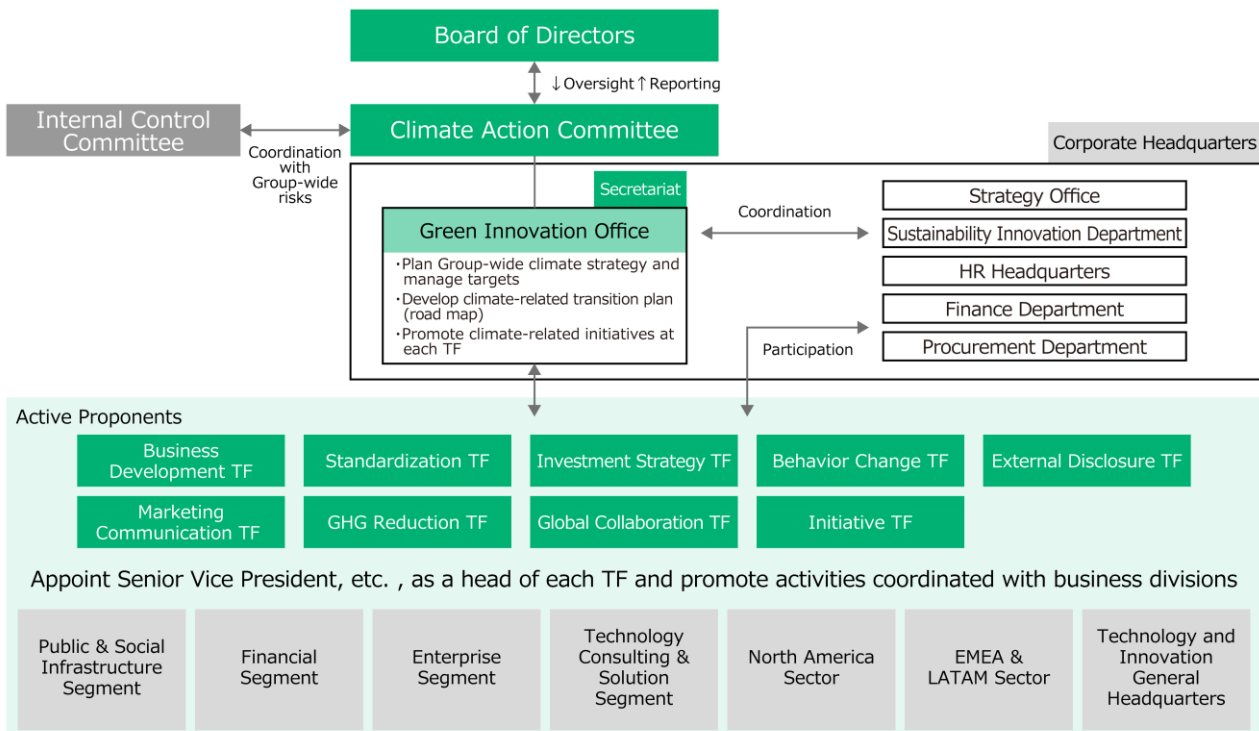 Board of Directors
↓Oversight↑Reporting
Internal Control
Committee
Climate Action Committee
Coordination
with
Group-wide
risks
Corporate Headquarters
Secretariat
Green Innovation Office
・Plan Group-wide climate strategy and
manage targets
・Develop climate-related transition plan
(road map)
・Promote climate-related initiatives at
each TF
Coordination
Participation
Strategy Office
Sustainability Innovation Department
HR Headquarters
Finance Department
Procurement Department
Active Proponents
Business
Development TF
Standardization TF
Investment Strategy TF
Behavior Change TF
External Disclosure TF
Marketing
Communication TF
GHG Reduction TF
Global Collaboration TF
Initiative TF
Appoint Senior Vice President, etc. , as a head of each TF and promote activities coordinated with business divisions
Public & Social
Infrastructure
Segment
Financial
Segment
Enterprise
Segment
Technology
Consulting &
Solution
Segment
North America
Sector
EMEA &
LATAM Sector
Technology and
Innovation
General
Headquarters